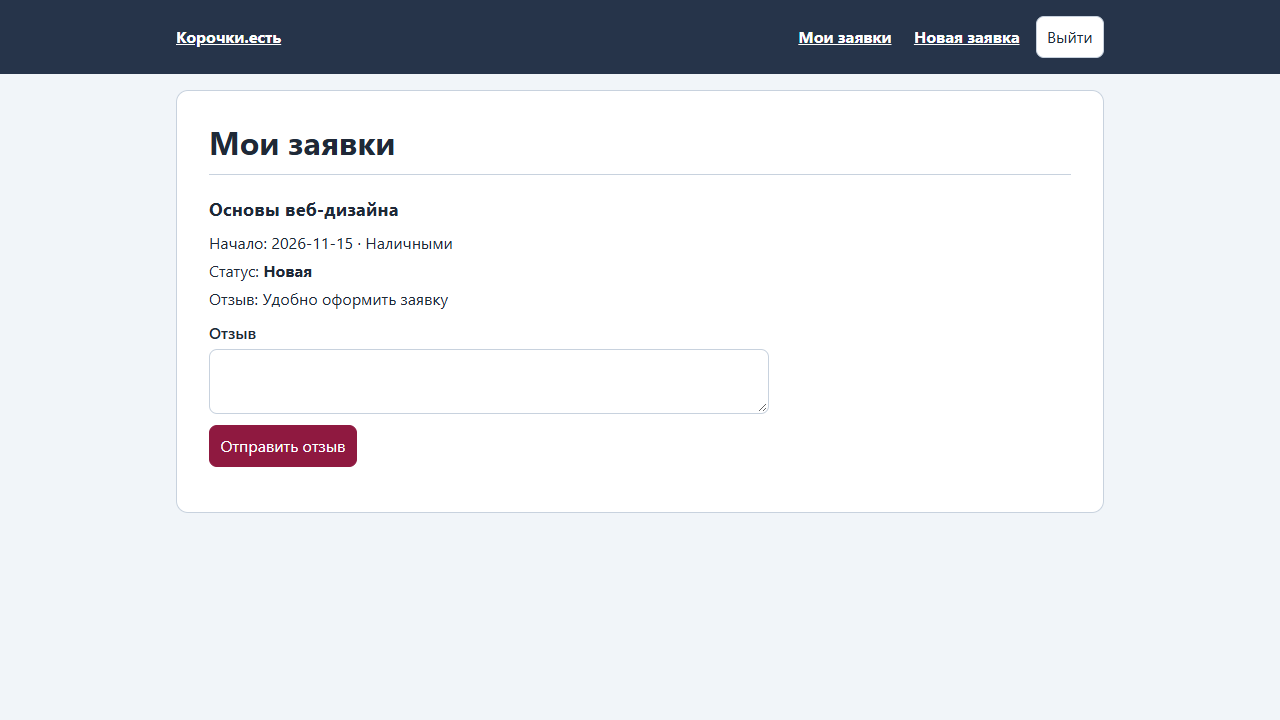 Корочки.есть
Мои заявки
Новая заявка
Выйти
Мои заявки
Основы веб-дизайна
Начало: 2026-11-15 · Наличными
Статус: Новая
Отзыв: Удобно оформить заявку
Отзыв
Отправить отзыв